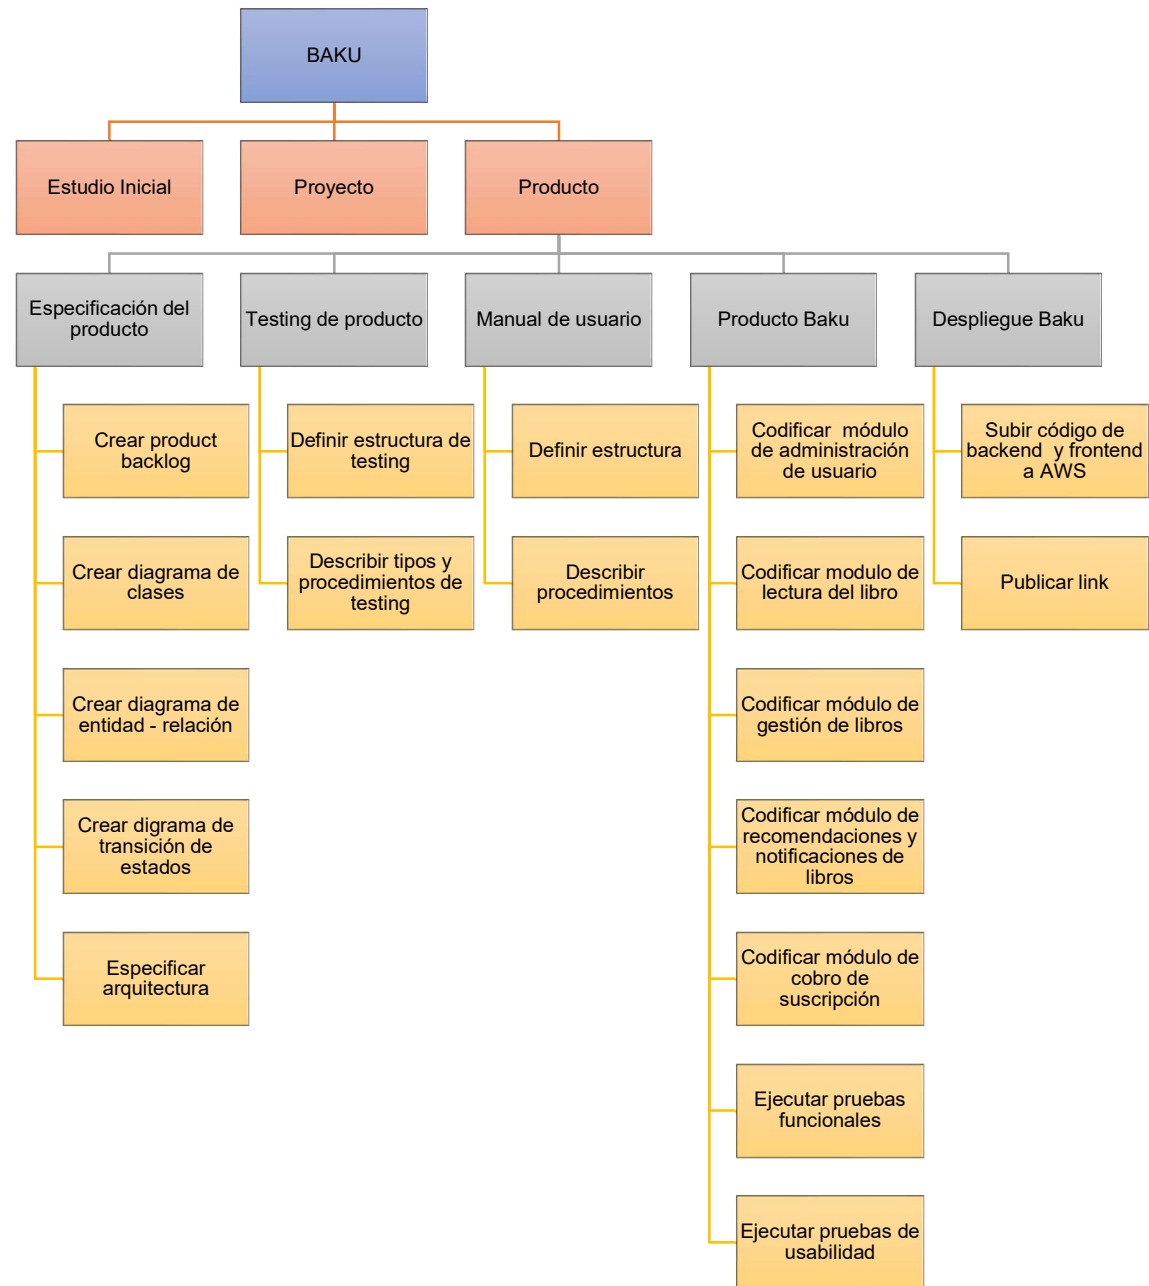 BAKU
Estudio Inicial
Proyecto
Producto
Especificación del
producto
Testing de producto
Manual de usuario
Producto Baku
Despliegue Baku
Crear product
backlog
Definir estructura de
testing
Definir estructura
Codificar  módulo
de administración
de usuario
Subir código de
backend  y frontend
a AWS
Crear diagrama de
clases
Describir tipos y
procedimientos de
testing
Describir
procedimientos
Codificar modulo de
lectura del libro
Publicar link
Crear diagrama de
entidad - relación
Codificar módulo de
gestión de libros
Crear digrama de
transición de
estados
Codificar módulo de
recomendaciones y
notificaciones de
libros
Especificar
arquitectura
Codificar módulo de
cobro de
suscripción
Ejecutar pruebas
funcionales
Ejecutar pruebas de
usabilidad